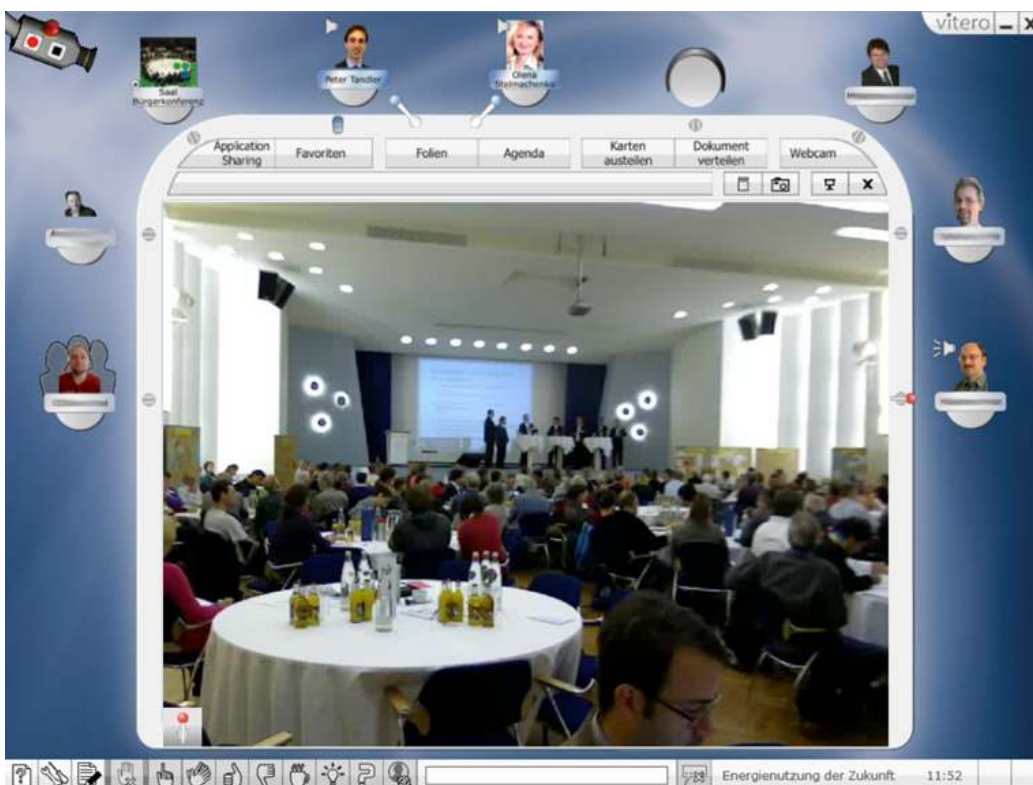 vitero
Peter Tandler
Olena
Stelmachenko
Saal
Bürgerkonferenz
Application
Sharing
Favoriten
Folien
Agenda
Karten
austeilen
Dokument
verteilen
Webcam
Energienutzung der Zukunft
11:52